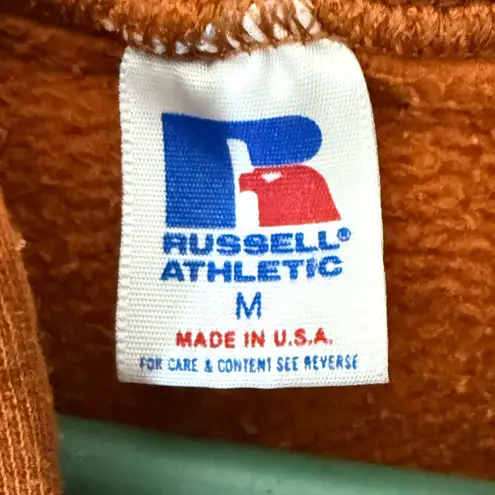 RUSSELL®
ATHLETIC
M
MADE IN U.S.A.
FOR CARE & CONTENT SEE REVERSE